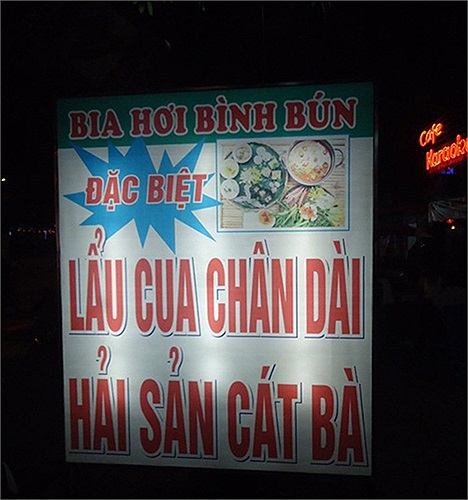 BIA HƠI BÌNH BÚN
ĐẶC BIỆT
LẨU CUA CHÂN DÀI
HẢI SẢN CÁT BÀ
Cafe
Karaoke